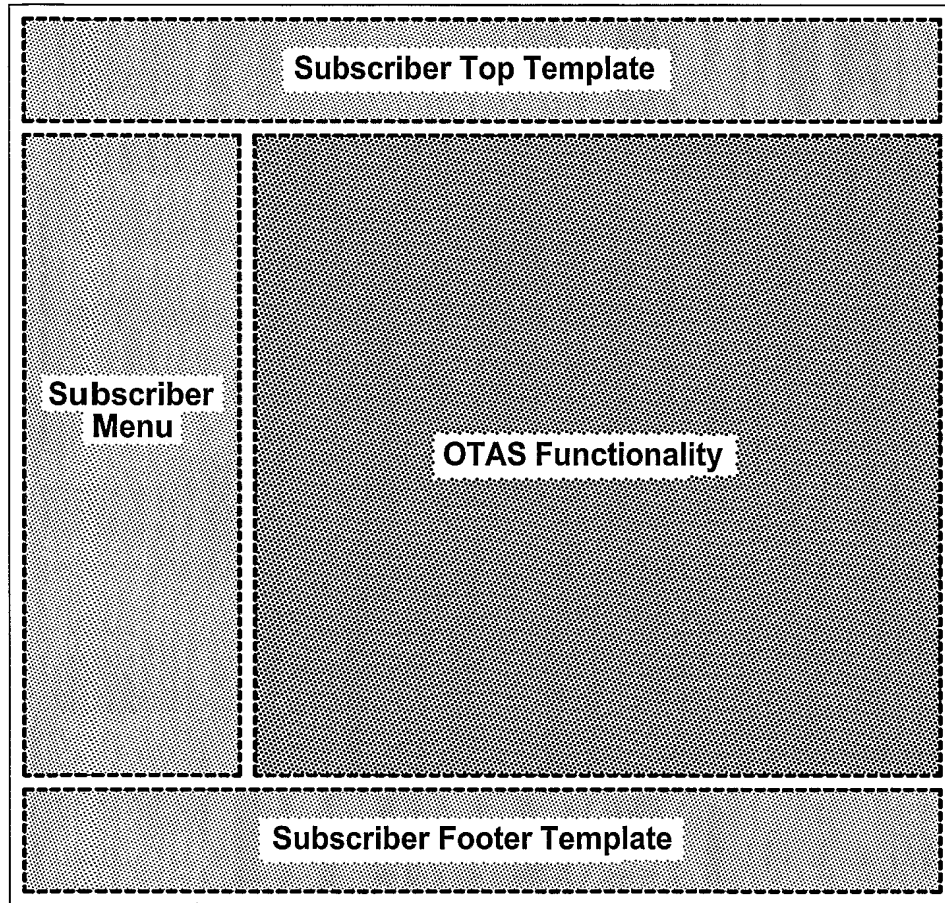 Subscriber Top Template
Subscriber
Menu
OTAS Functionality
Subscriber Footer Template